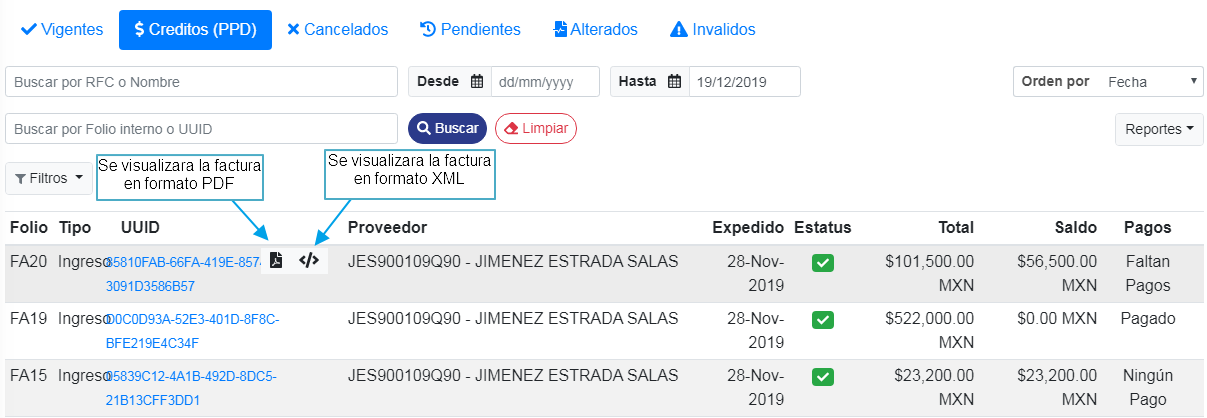 Vigentes $ Creditos (PPD) Cancelados Pendientes Alterados Invalidos
Buscar por RFC o Nombre Desde dd/mm/yyyy Hasta 19/12/2019 Orden por Fecha
Buscar por Folio interno o UUID Buscar Limpiar Reportes
Filtros
Se visualizara la factura
en formato PDF
Se visualizara la factura
en formato XML
Folio Tipo UUID Proveedor Expedido Estatus Total Saldo Pagos
FA20 Ingreso 85810FAB-66FA-419E-8574 </> JES900109Q90 - JIMENEZ ESTRADA SALAS 28-Nov- $101,500.00 $56,500.00 Faltan
3091D3586B57 2019 MXN MXN Pagos
FA19 Ingreso D0C0D93A-52E3-401D-8F8C- JES900109Q90 - JIMENEZ ESTRADA SALAS 28-Nov- $522,000.00 $0.00 MXN Pagado
BFE219E4C34F 2019 MXN
FA15 Ingreso 05839C12-4A1B-492D-8DC5- JES900109Q90 - JIMENEZ ESTRADA SALAS 28-Nov- $23,200.00 $23,200.00 Ningún
21B13CFF3DD1 2019 MXN MXN Pago